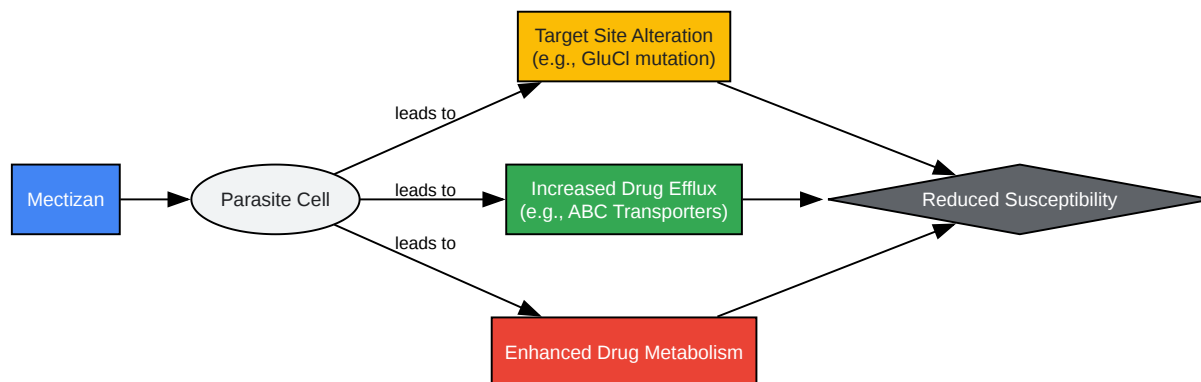 Mectizan
Parasite Cell
leads to
leads to
leads to
Target Site Alteration
(e.g., GluCl mutation)
Increased Drug Efflux
(e.g., ABC Transporters)
Enhanced Drug Metabolism
Reduced Susceptibility